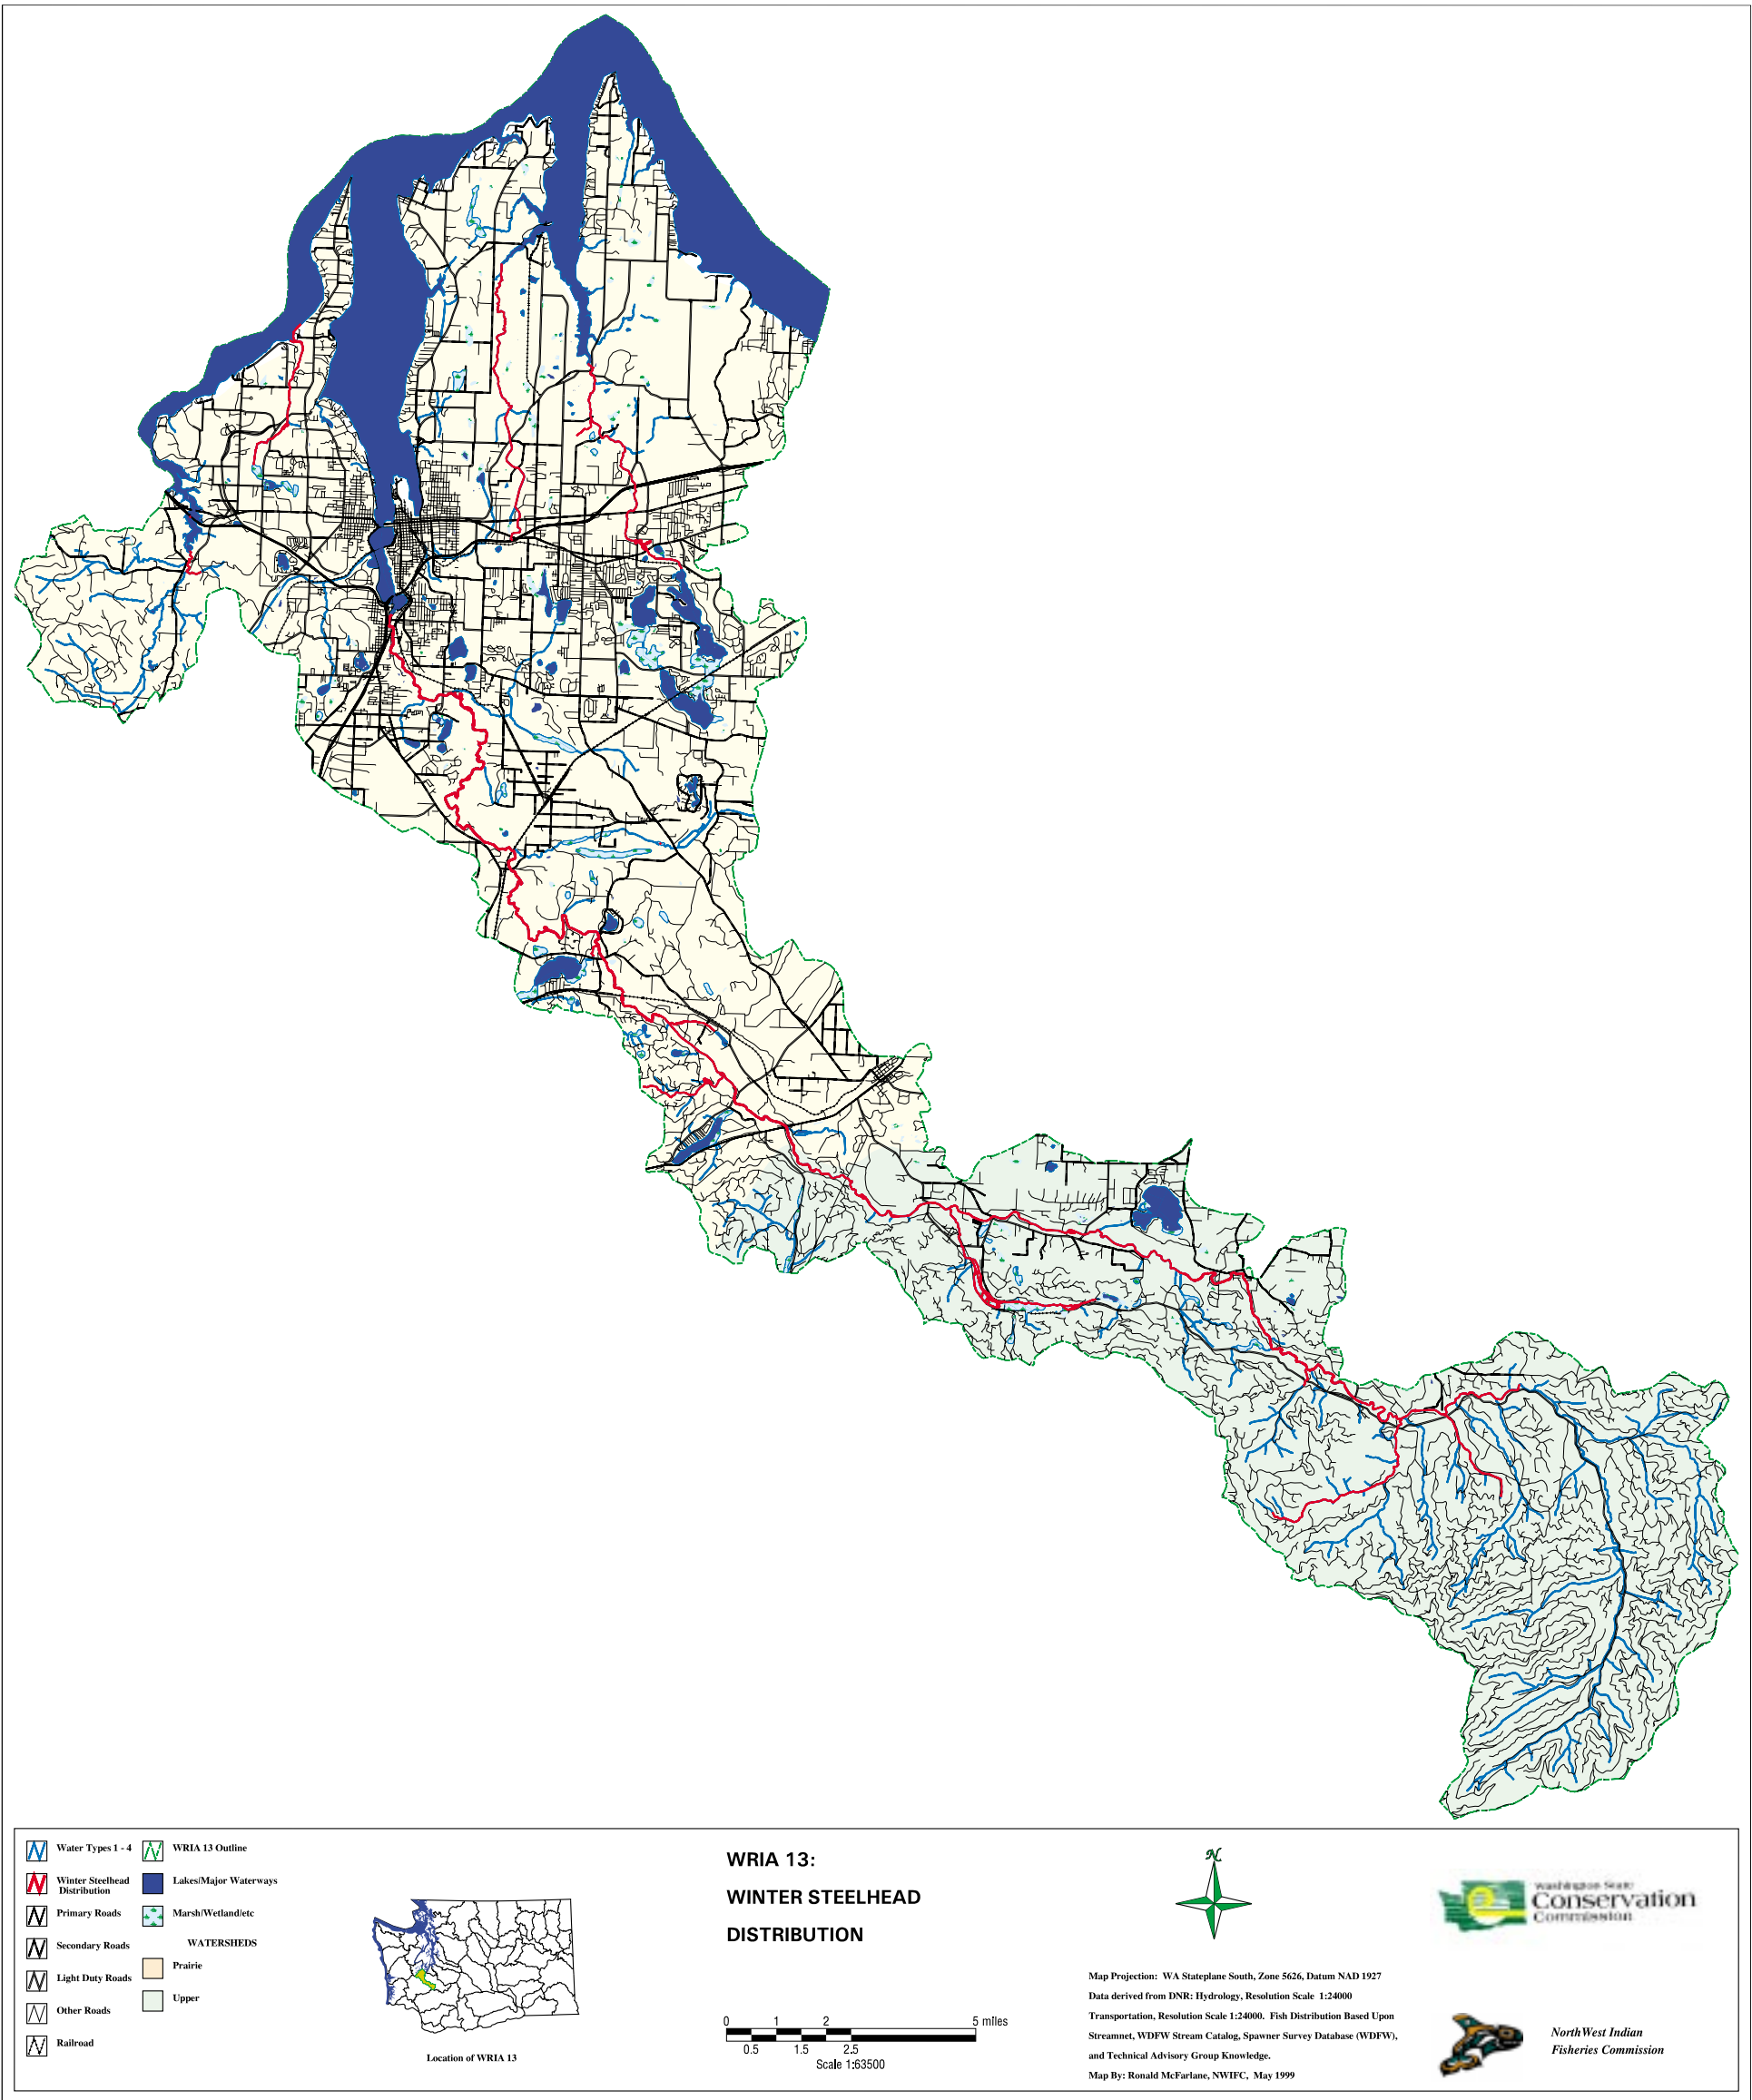 Water Types 1 - 4
WRIA 13 Outline
Winter Steelhead
Distribution
Lakes/Major Waterways
Primary Roads
Marsh/Wetland/etc
Secondary Roads
WATERSHEDS
Prairie
Light Duty Roads
Upper
Other Roads
Railroad
Location of WRIA 13
WRIA 13:
WINTER STEELHEAD
DISTRIBUTION
0 1 2 5 miles
0.5 1.5 2.5
Scale 1:63500
N
Map Projection: WA Stateplane South, Zone 5626, Datum NAD 1927
Data derived from DNR: Hydrology, Resolution Scale 1:24000
Transportation, Resolution Scale 1:24000. Fish Distribution Based Upon
Streamnet, WDFW Stream Catalog, Spawner Survey Database (WDFW),
and Technical Advisory Group Knowledge.
Map By: Ronald McFarlane, NWIFC, May 1999
Washington State
Conservation
Commission
NorthWest Indian
Fisheries Commission